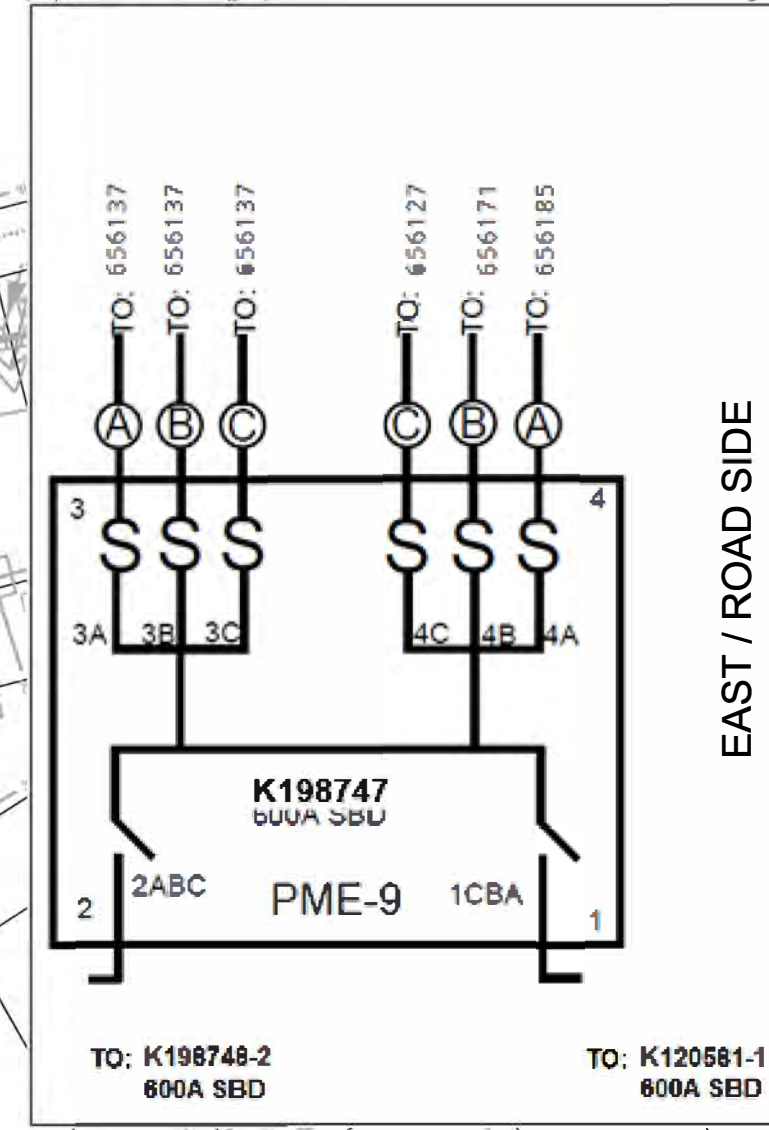 TO: 656137
TO: 656137
TO: 656137
TO: 656127
TO: 656171
TO: 656185
A B C C B A
3 4
S S S S S S
3A 3B 3C 4C 4B 4A
K198747
600A SBD
2ABC PME-9 1CBA
2 1
EAST / ROAD SIDE
TO: K198748-2
600A SBD
TO: K120581-1
600A SBD